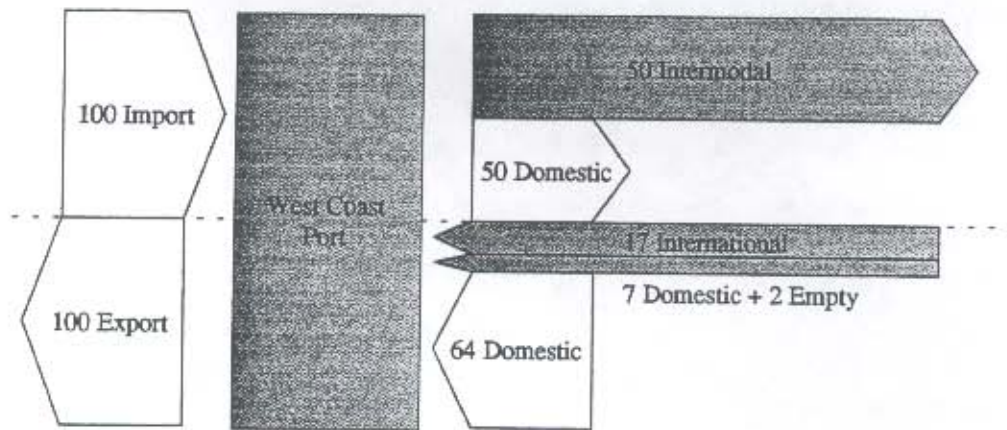 100 Import
50 Intermodal
50 Domestic
West Coast
Port
17 International
7 Domestic + 2 Empty
100 Export
64 Domestic